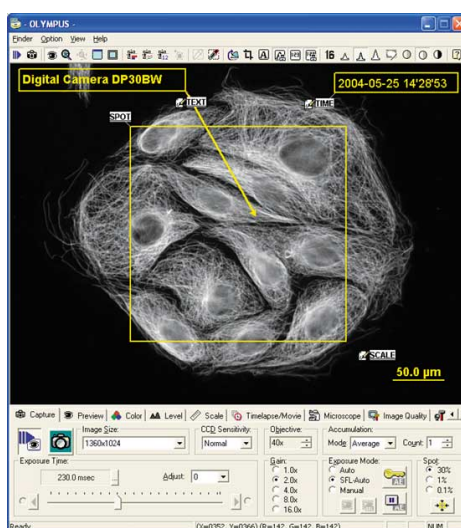 - OLYMPUS -
Finder Option View Help
16
Digital Camera DP30BW
2004-05-25 14'28'53
TEXT
TIME
SPOT
SCALE
50.0 µm
Capture Preview Color Level Scale Timelapse/Movie Microscope Image Quality
Image Size: CCD Sensitivity: Objective: Accumulation:
1360x1024 Normal 40x Mode Average Count: 1
Exposure Time: Gain: Exposure Mode: Spot:
230.0 msec Adjust: 0 1.0x Auto 30%
2.0x SFL-Auto 1%
4.0x Manual 0.1%
8.0x
16.0x
Ready (X=0352, Y=0366) (R=142, G=142, B=142) NUM